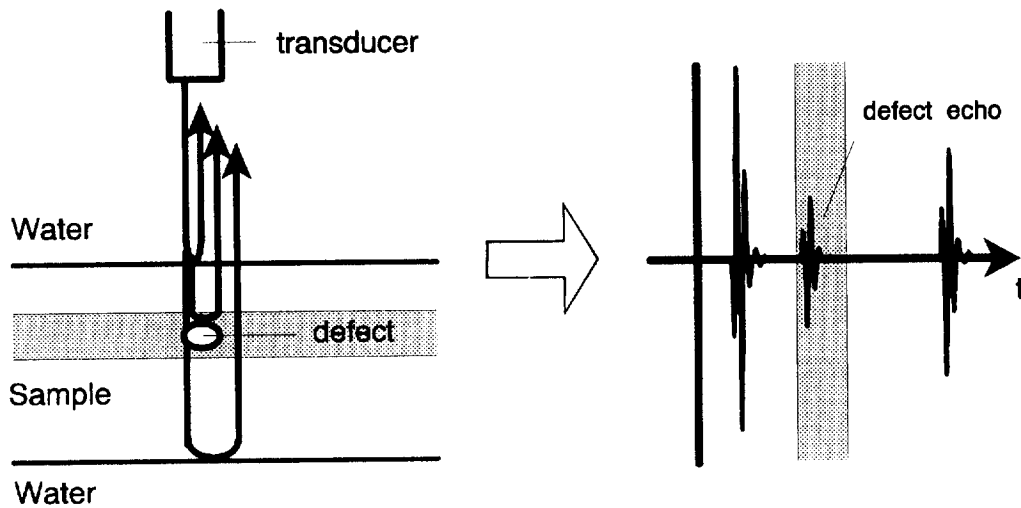 transducer
Water
defect
Sample
Water
defect echo
t